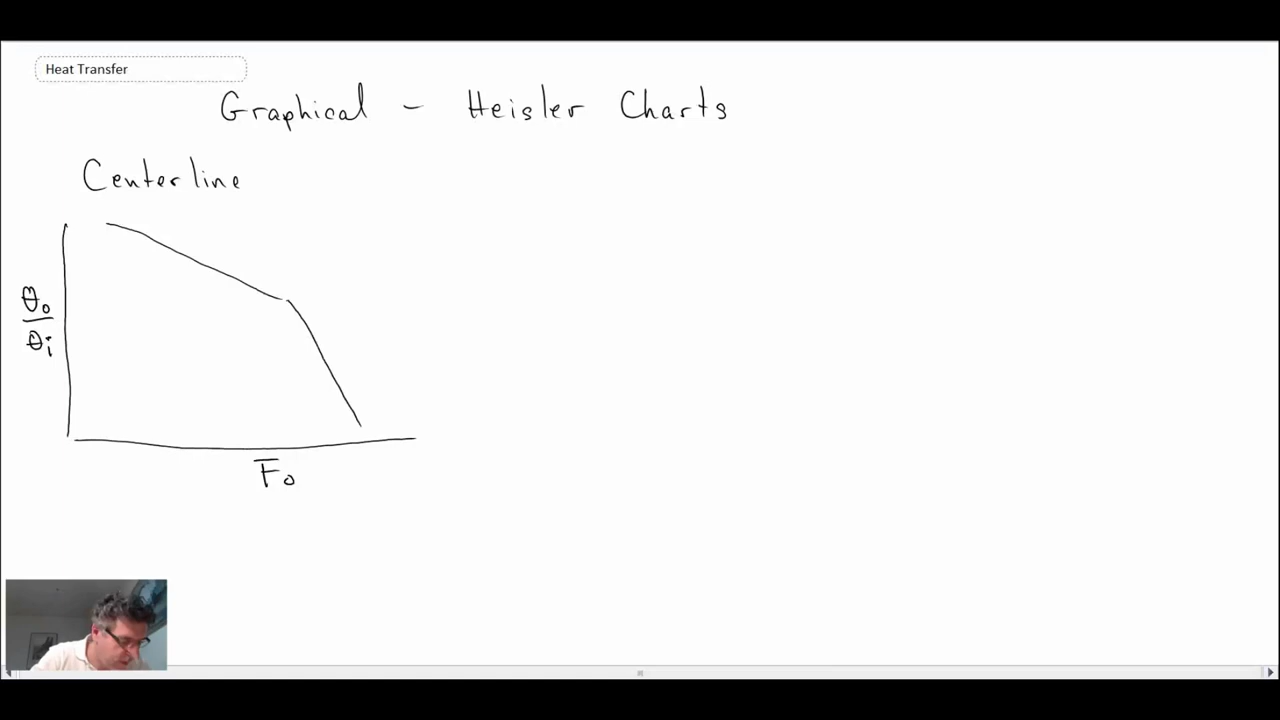 Heat Transfer
Graphical - Heisler Charts
Centerline
θo
θi
Fo